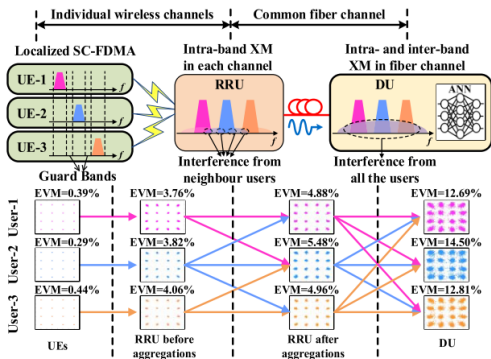 Individual wireless channels
Common fiber channel
Localized SC-FDMA
Intra-band XM
in each channel
Intra- and inter-band
XM in fiber channel
UE-1
f
UE-2
f
UE-3
f
RRU
f
DU
f
ANN
Guard Bands
Interference from
neighbour users
Interference from
all the users
User-1
EVM=0.39%
EVM=3.76%
EVM=4.88%
EVM=12.69%
User-2
EVM=0.29%
EVM=3.82%
EVM=5.48%
EVM=14.50%
User-3
EVM=0.44%
EVM=4.06%
EVM=4.96%
EVM=12.81%
UEs
RRU before
aggregations
RRU after
aggregations
DU